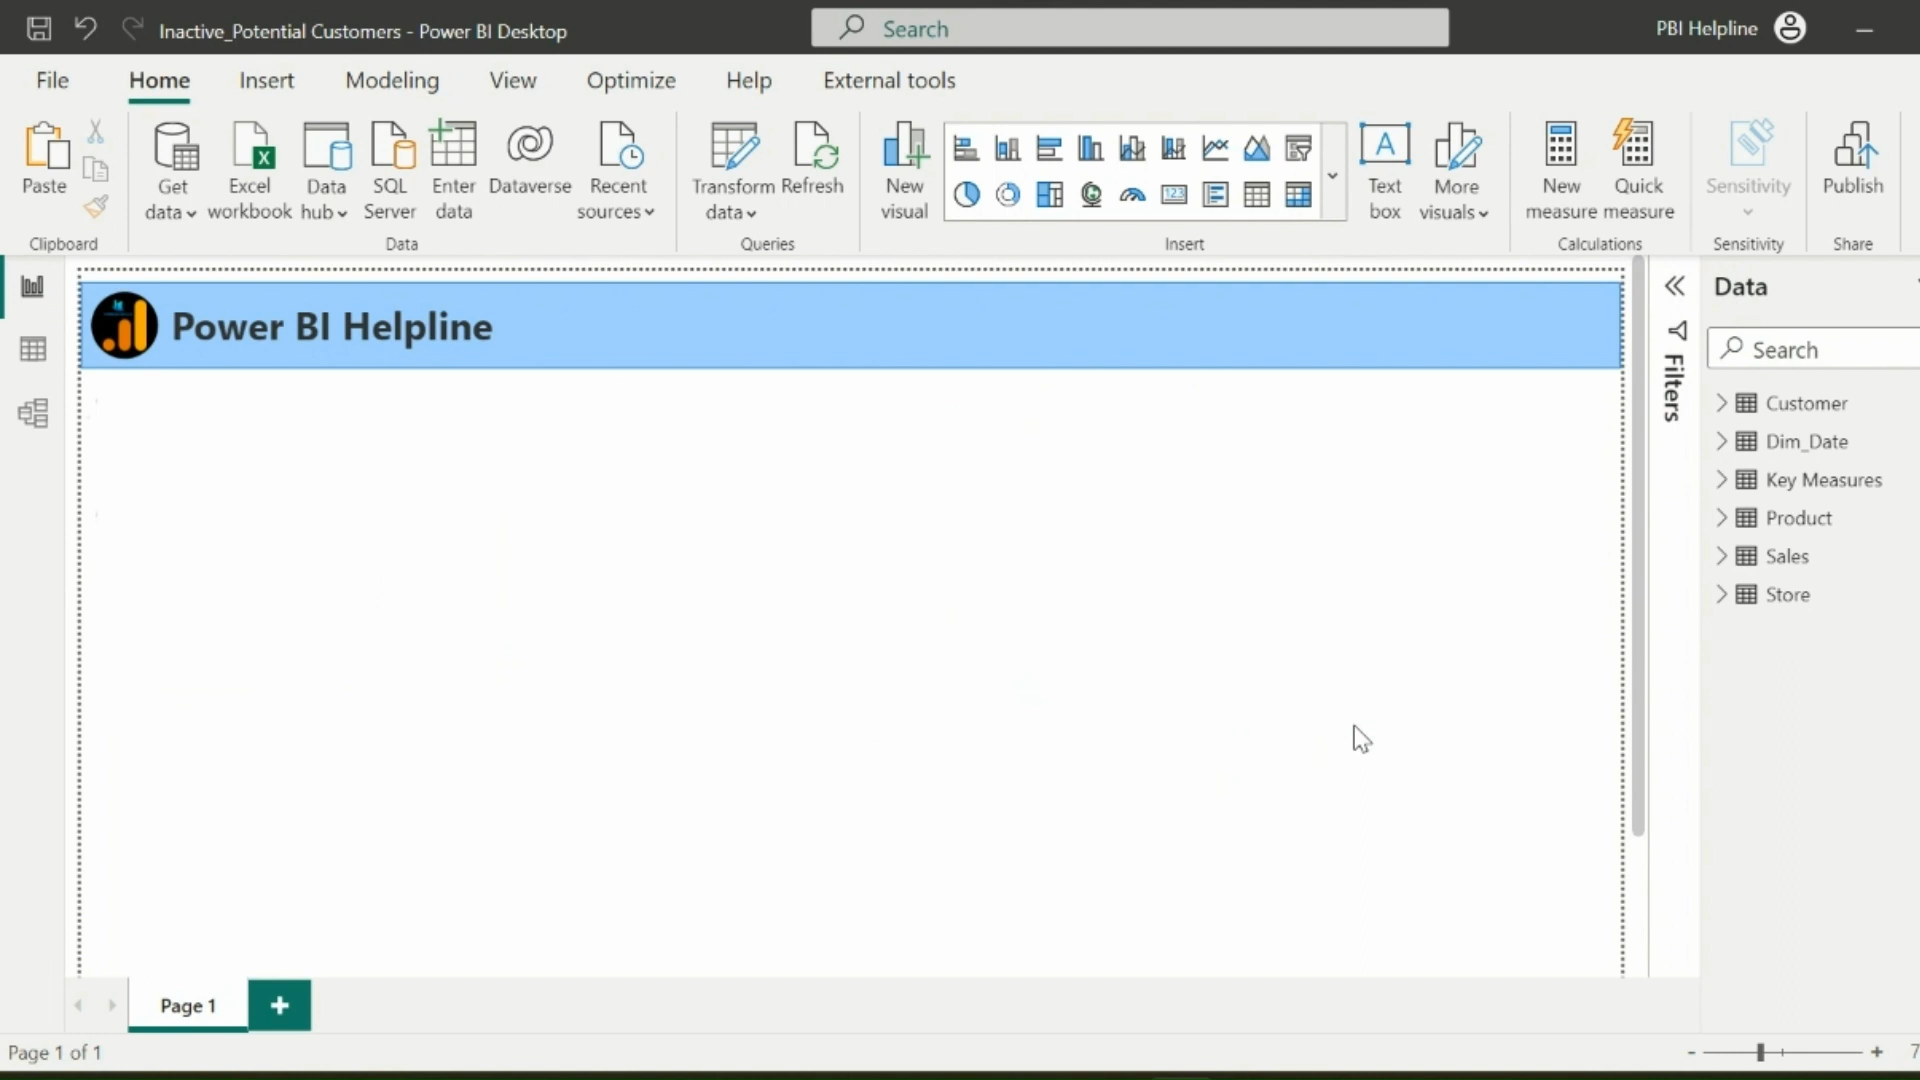 Inactive_Potential Customers - Power BI Desktop
Search
PBI Helpline
File
Home
Insert
Modeling
View
Optimize
Help
External tools
Paste
Get data
Excel workbook
Data hub
SQL Server
Enter data
Dataverse
Recent sources
Transform data
Refresh
New visual
123
A
Text box
More visuals
New measure
Quick measure
Sensitivity
Publish
Clipboard
Data
Queries
Insert
Calculations
Sensitivity
Share
Power BI Helpline
Filters
Data
Search
Customer
Dim_Date
Key Measures
Product
Sales
Store
Page 1
Page 1 of 1
- +
7